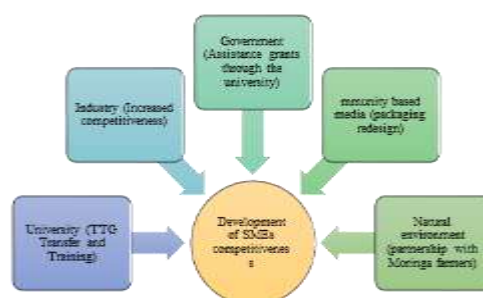 Government
(Assistance grants
through the
university)
Industry (Increased
competitiveness)
mmunity based
media (packaging
redesign)
University (TTG
Transfer and
Training)
Development
of SMEs
competitivenes
s
Natural
environment
(partnership with
Moringa farmers)